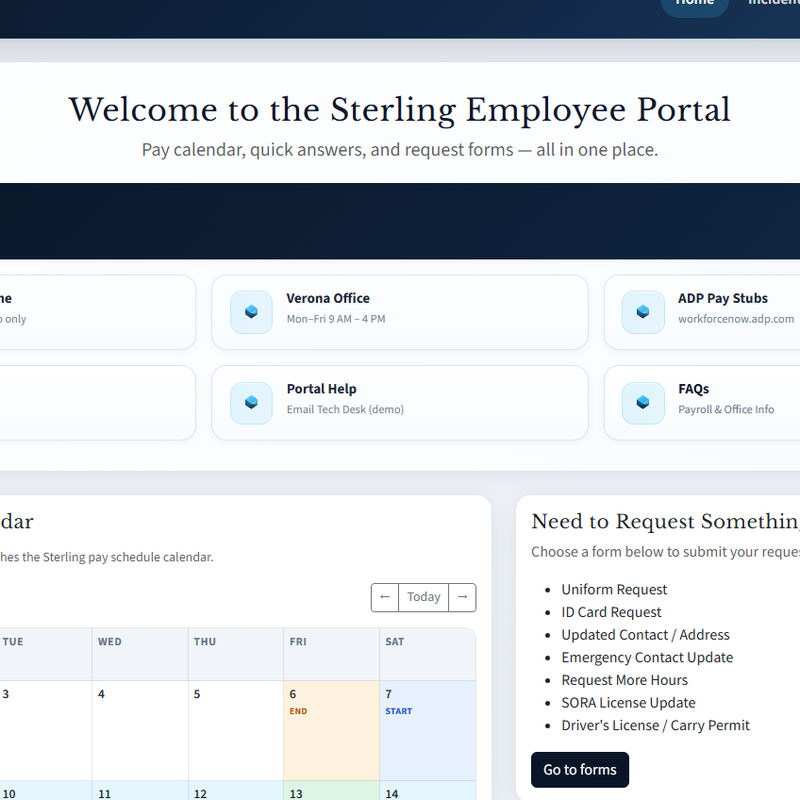 Home
Welcome to the Sterling Employee Portal
Pay calendar, quick answers, and request forms — all in one place.
only
Verona Office
Mon–Fri 9 AM – 4 PM
ADP Pay Stubs
workforcenow.adp.com
Portal Help
Email Tech Desk (demo)
FAQs
Payroll & Office Info
dar
hes the Sterling pay schedule calendar.
← Today →
TUE WED THU FRI SAT
3 4 5 6 7
END START
10 11 12 13 14
Need to Request Somethin
Choose a form below to submit your reque
• Uniform Request
• ID Card Request
• Updated Contact / Address
• Emergency Contact Update
• Request More Hours
• SORA License Update
• Driver's License / Carry Permit
Go to forms